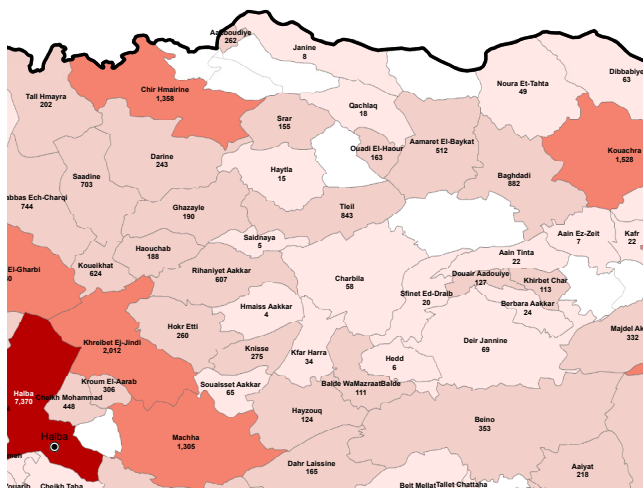 Aamboudiye
262
Janine
8
Dibbabiye
63
Noura Et-Tahta
49
Chir Hmairine
1,358
Tall Hmayra
202
Qachlaq
18
Srar
155
Kouachra
1,528
Ouadi El-Haour
163
Aamaret El-Baykat
512
Darine
243
Haytla
15
Baghdadi
882
Saadine
703
abbas Ech-Charqi
744
Ghazayle
190
Tleil
843
Saidnaya
5
Aain Ez-Zeit
7
Kafr
22
Haouchab
188
Aain Tinta
22
Koueikhat
624
El-Gharbi
Rihaniyet Aakkar
607
Charbila
58
Douair Aadouiye
127
Khirbet Char
113
Sfinet Ed-Draib
20
Berbara Aakkar
24
Hmaiss Aakkar
4
Hokr Etti
260
Majdel Ak
332
Khreibet Ej-Jindi
2,012
Deir Jannine
69
Knisse
275
Kfar Harra
34
Hedd
6
Halba
7,370
Kroum El-Aarab
306
Souaisset Aakkar
65
Balde WaMazraatBalde
111
Cheikh Mohammad
448
Hayzouq
124
Beino
353
Halba
Machha
1,305
Dahr Laissine
165
Aaiyat
218
Cheikh Taba
Beit Mellat
Tallet Chattaha